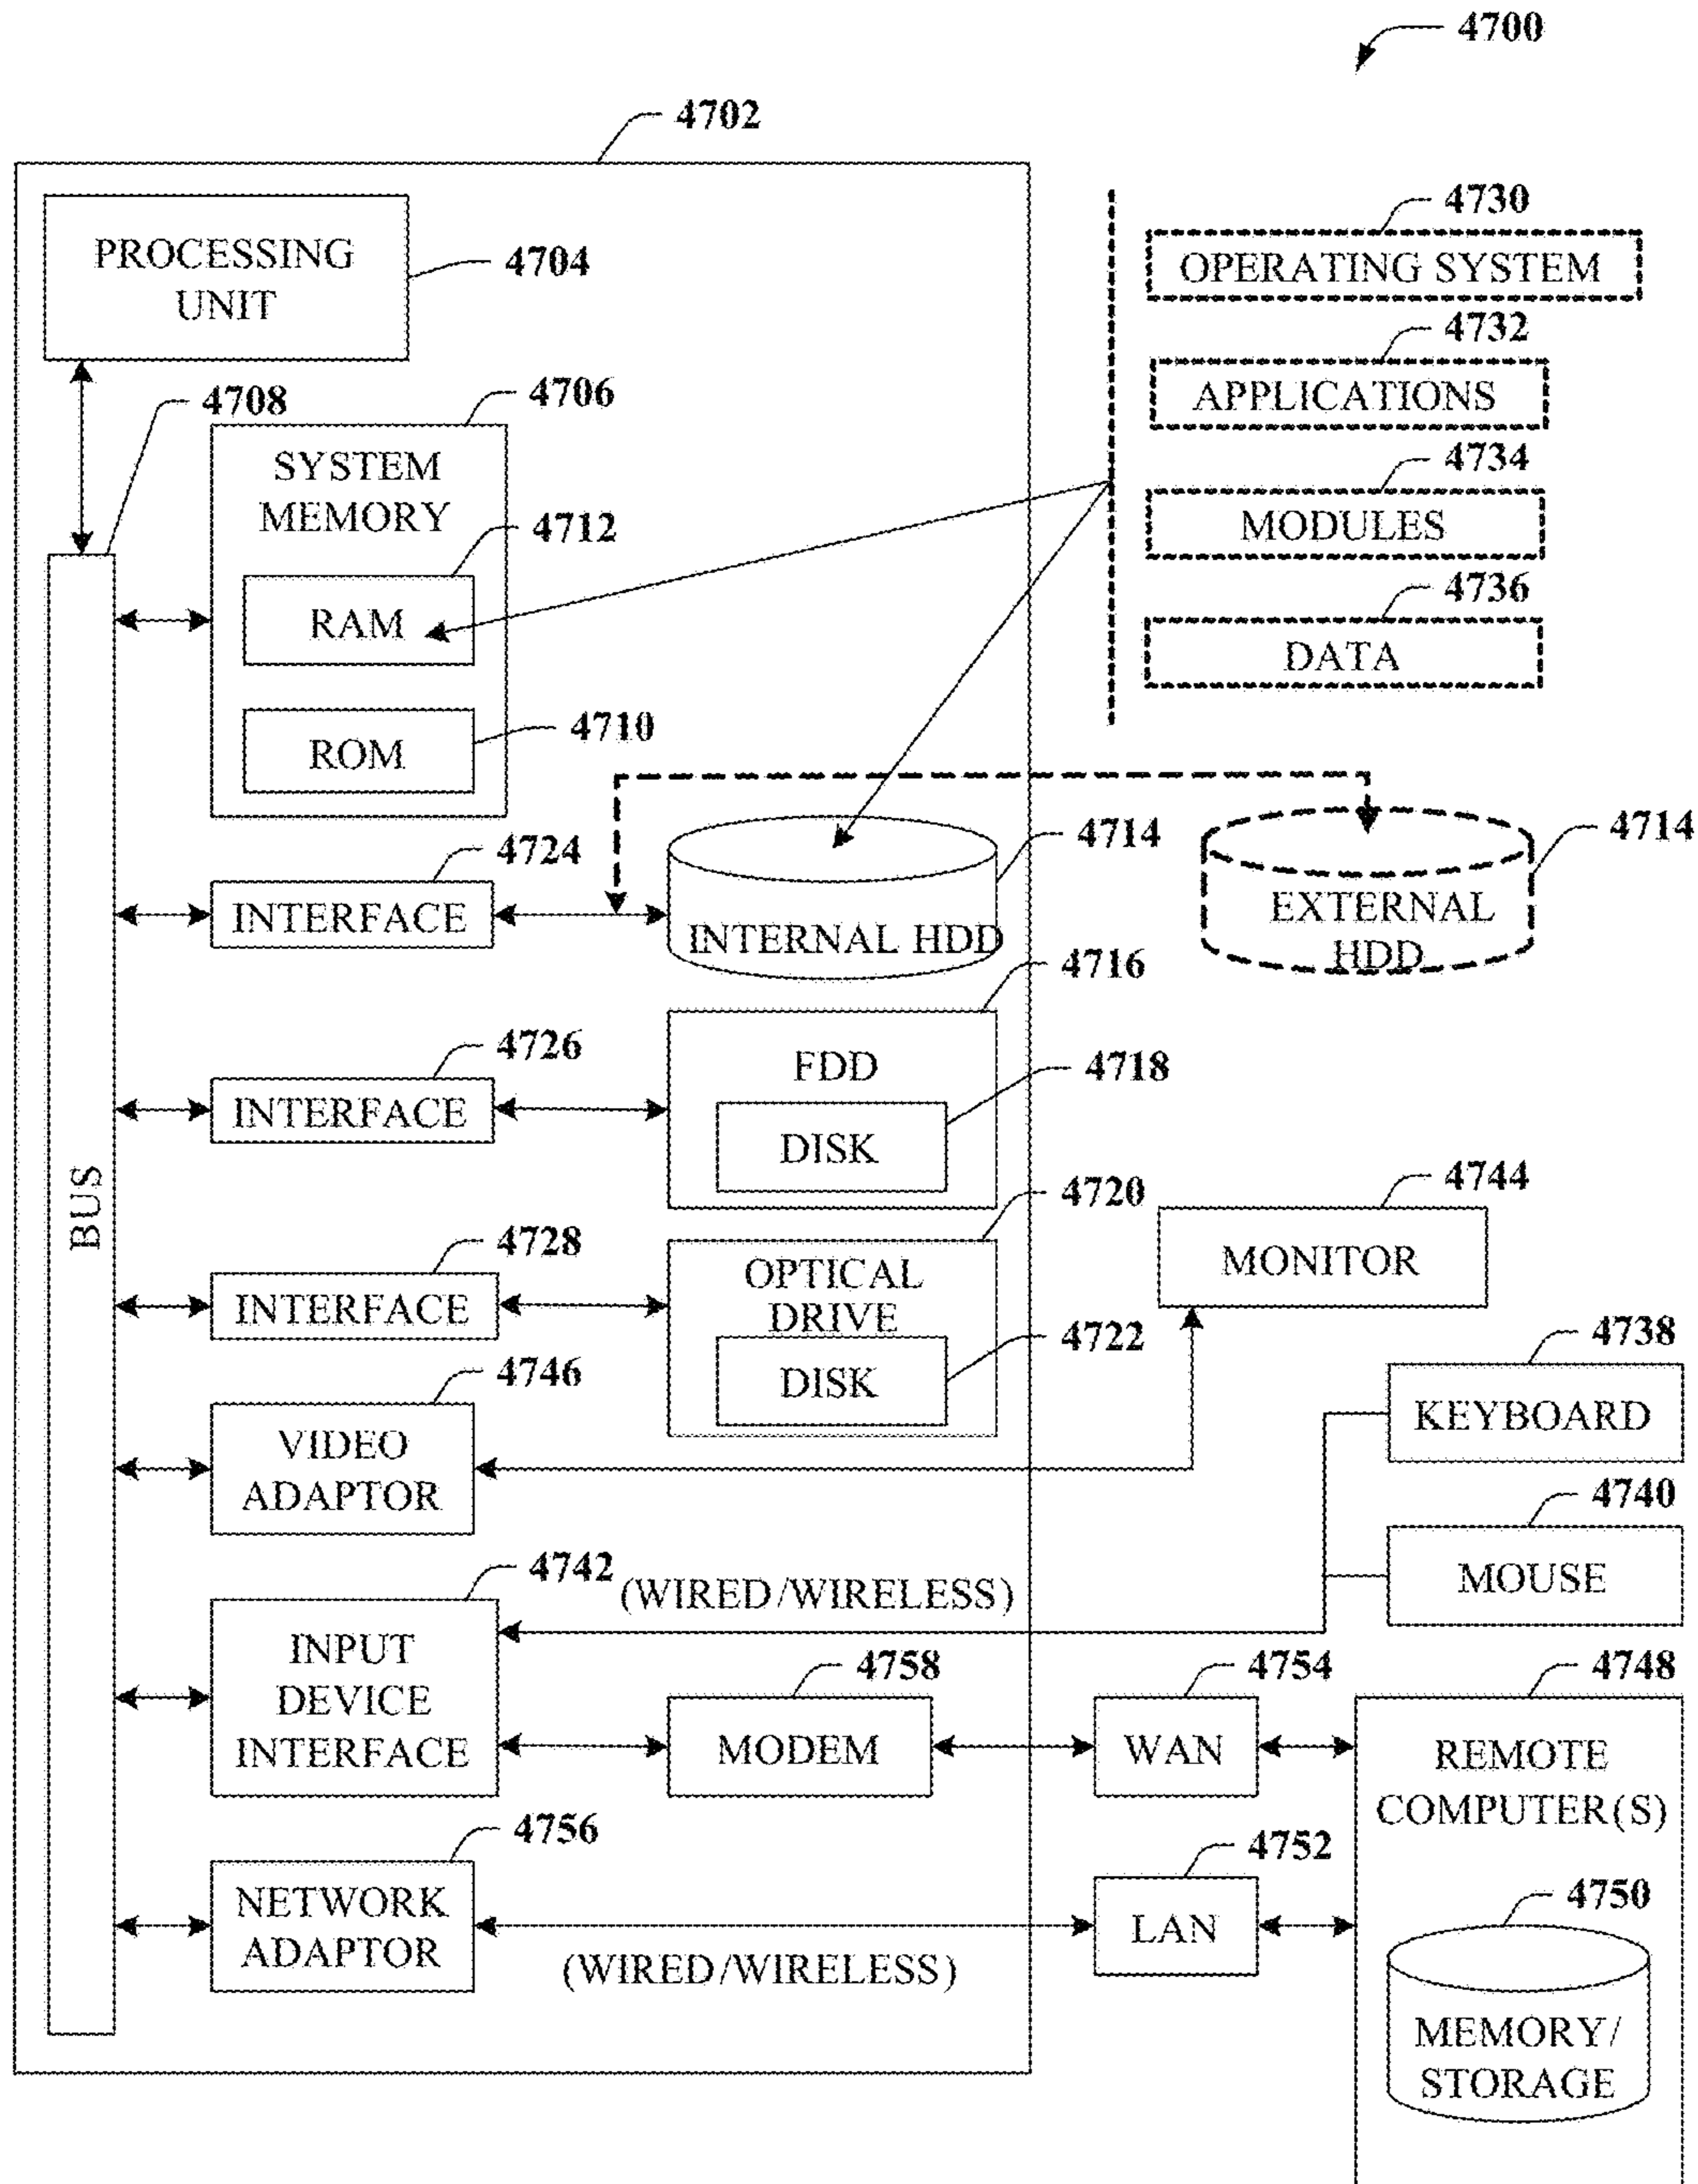 4700
4702
PROCESSING
UNIT
4704
4708
4706
SYSTEM
MEMORY
4712
RAM
4710
ROM
4730
OPERATING SYSTEM
4732
APPLICATIONS
4734
MODULES
4736
DATA
4724
INTERFACE
4714
INTERNAL HDD
4714
EXTERNAL
HDD
4726
INTERFACE
4716
FDD
4718
DISK
BUS
4728
INTERFACE
4720
OPTICAL
DRIVE
4722
DISK
4744
MONITOR
4746
VIDEO
ADAPTOR
4738
KEYBOARD
4740
MOUSE
4742
(WIRED/WIRELESS)
INPUT
DEVICE
INTERFACE
4758
MODEM
4754
WAN
4748
REMOTE
COMPUTER(S)
4756
NETWORK
ADAPTOR
(WIRED/WIRELESS)
4752
LAN
4750
MEMORY/
STORAGE